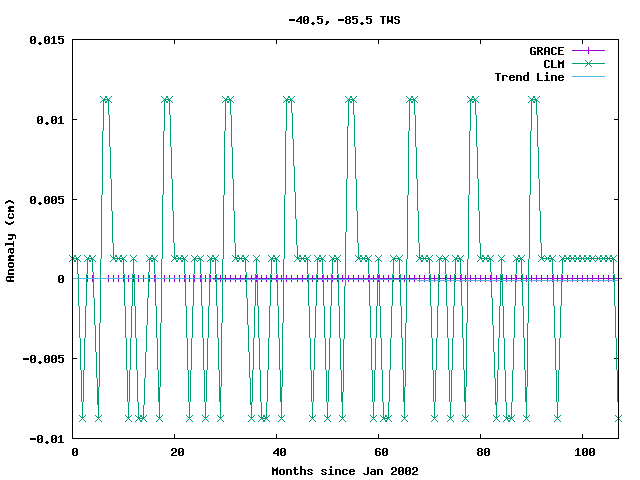 -40.5, -85.5 TWS
0.015
GRACE
CLM
Trend Line
0.01
0.005
0
-0.005
-0.01
Anomaly (cm)
0 20 40 60 80 100
Months since Jan 2002